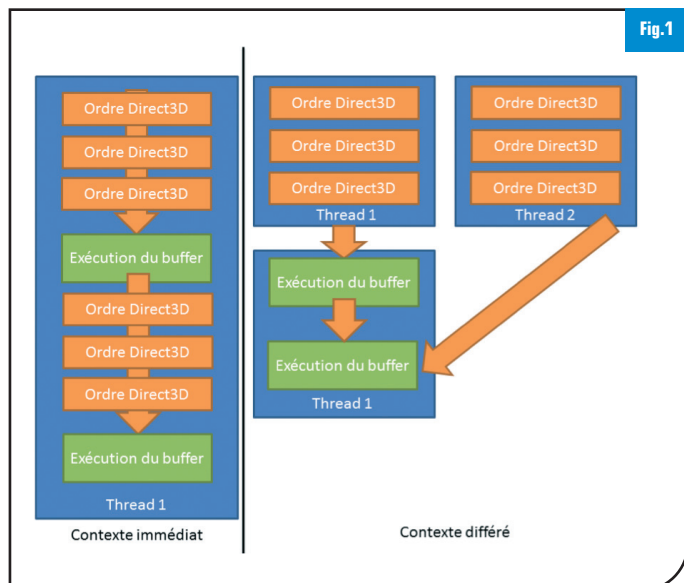 Fig.1
Ordre Direct3D
Ordre Direct3D
Ordre Direct3D
Exécution du buffer
Ordre Direct3D
Ordre Direct3D
Ordre Direct3D
Exécution du buffer
Thread 1
Contexte immédiat
Ordre Direct3D
Ordre Direct3D
Ordre Direct3D
Thread 1
Ordre Direct3D
Ordre Direct3D
Ordre Direct3D
Thread 2
Exécution du buffer
Exécution du buffer
Thread 1
Contexte différé